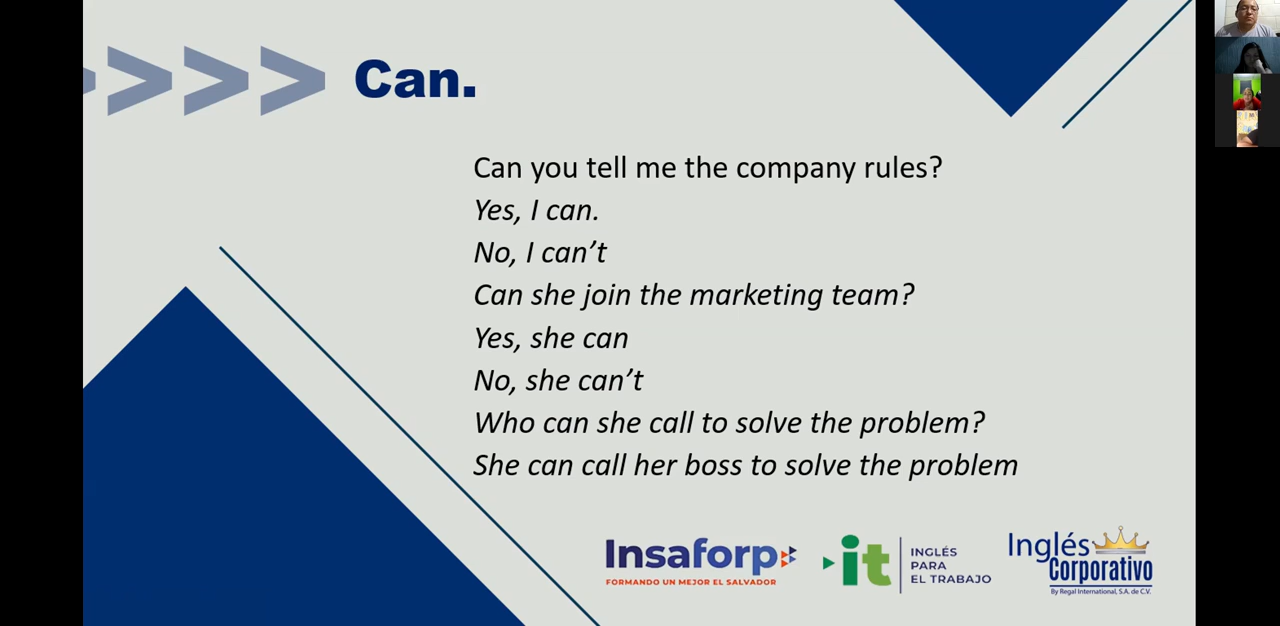 Can.
Can you tell me the company rules?
Yes, I can.
No, I can’t
Can she join the marketing team?
Yes, she can
No, she can’t
Who can she call to solve the problem?
She can call her boss to solve the problem
Insaforp
FORMANDO UN MEJOR EL SALVADOR
it
INGLÉS
PARA
EL TRABAJO
Inglés
Corporativo
By Regal International, S.A. de C.V.